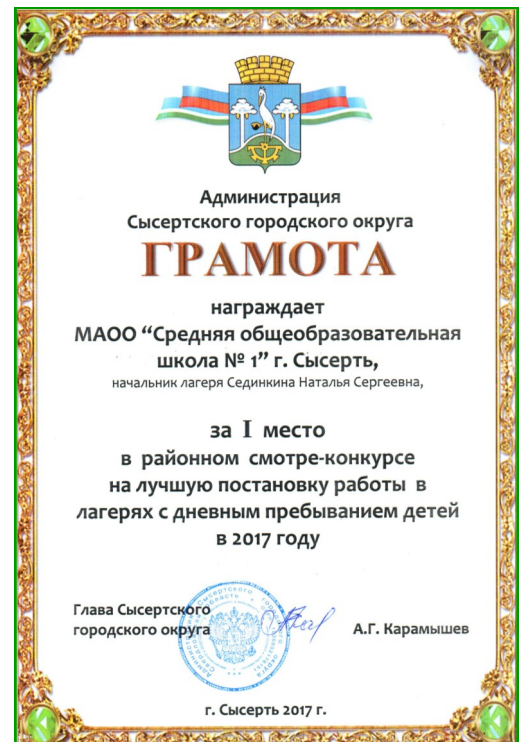 Администрация
Сысертского городского округа
ГРАМОТА
награждает
МАОО “Средняя общеобразовательная
школа № 1” г. Сысерть,
начальник лагеря Сединкина Наталья Сергеевна,
за I место
в районном смотре-конкурсе
на лучшую постановку работы в
лагерях с дневным пребыванием детей
в 2017 году
Глава Сысертского
городского округа
А.Г. Карамышев
г. Сысерть 2017 г.